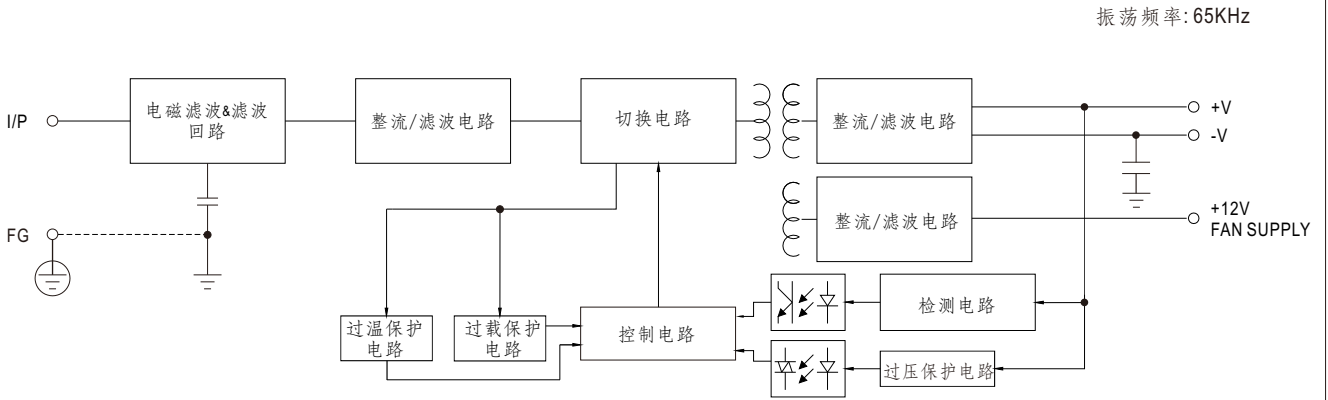 振荡频率: 65KHz
I/P
电磁滤波&滤波
回路
整流/滤波电路
切换电路
整流/滤波电路
+V
-V
整流/滤波电路
+12V
FAN SUPPLY
FG
检测电路
过温保护
电路
过载保护
电路
控制电路
过压保护电路